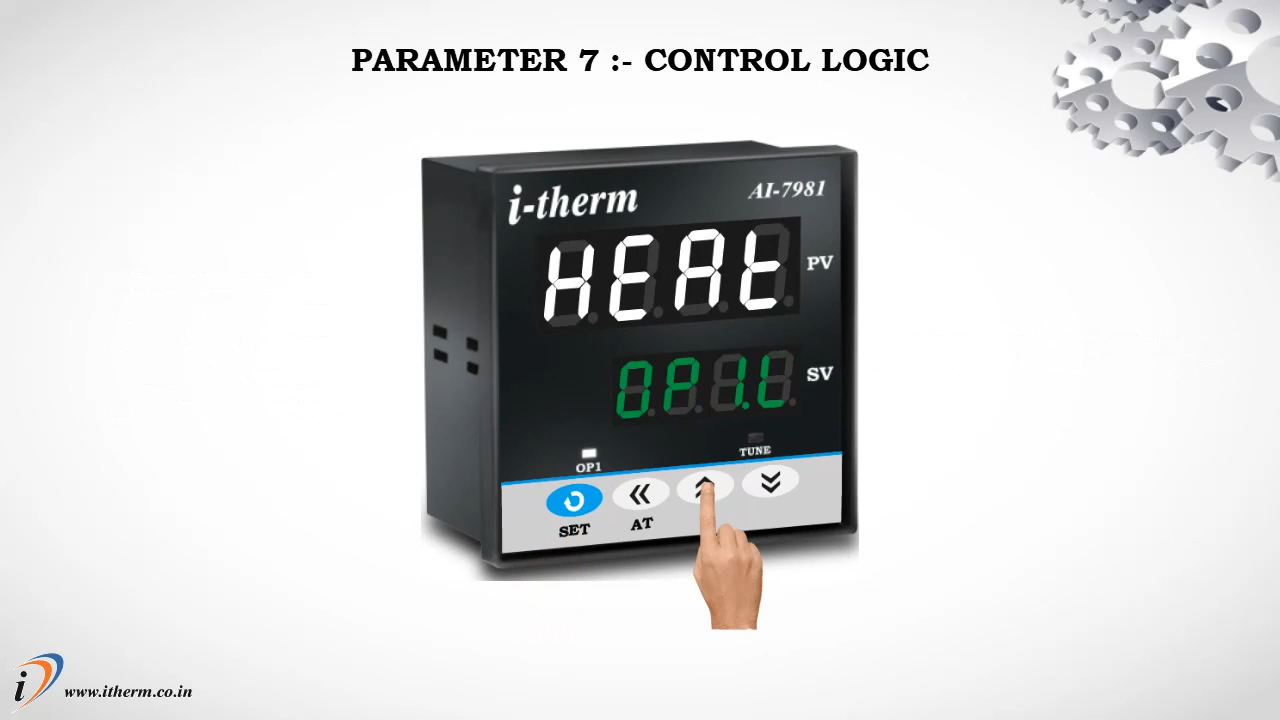 PARAMETER 7 :- CONTROL LOGIC
i-therm AI-7981
HEAt
PV
OP1.L
SV
OP1 TUNE
SET AT
i
www.itherm.co.in